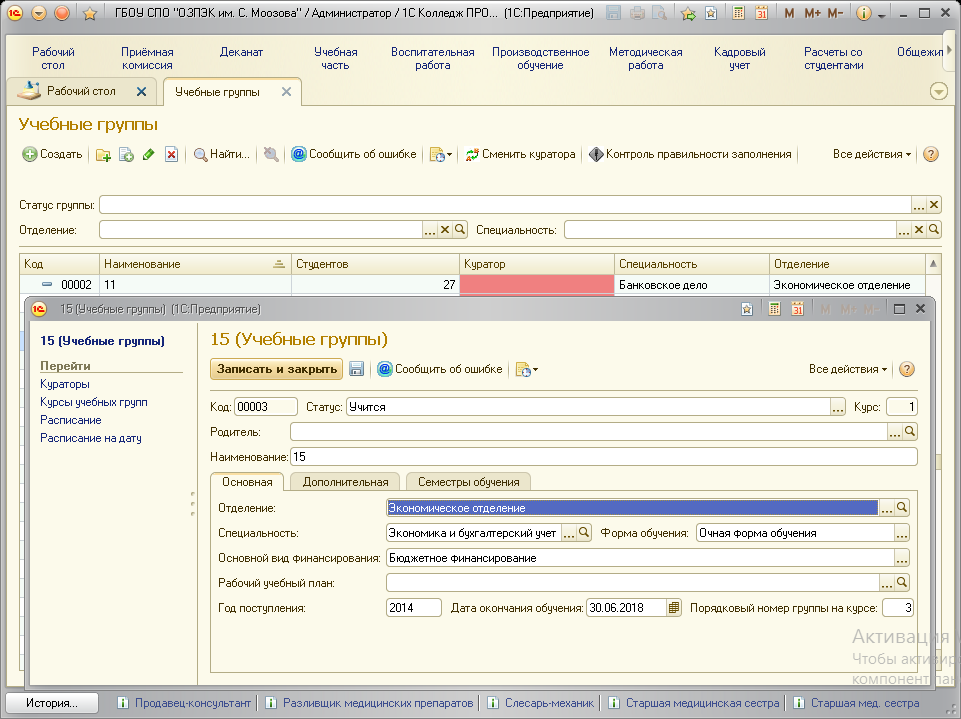 ГБОУ СПО "ОЗПЭК им. С. Моозова" / Администратор / 1С Колледж ПРО... (1С:Предприятие)
M M+ M-
Рабочий стол
Приёмная комиссия
Деканат
Учебная часть
Воспитательная работа
Производственное обучение
Методическая работа
Кадровый учет
Расчеты со студентами
Общежит
Рабочий стол
Учебные группы
Учебные группы
Создать Найти... Сообщить об ошибке Сменить куратора Контроль правильности заполнения Все действия
Статус группы:
Отделение: Специальность:
Код Наименование Студентов Куратор Специальность Отделение
00002 11 27 Банковское дело Экономическое отделение
15 (Учебные группы) (1С:Предприятие)
M M+ M-
15 (Учебные группы)
Перейти
Кураторы
Курсы учебных групп
Расписание
Расписание на дату
15 (Учебные группы)
Записать и закрыть Сообщить об ошибке Все действия
Код: 00003 Статус: Учится Курс: 1
Родитель:
Наименование: 15
Основная Дополнительная Семестры обучения
Отделение: Экономическое отделение
Специальность: Экономика и бухгалтерский учет Форма обучения: Очная форма обучения
Основной вид финансирования: Бюджетное финансирование
Рабочий учебный план:
Год поступления: 2014 Дата окончания обучения: 30.06.2018 Порядковый номер группы на курсе: 3
Активация
Чтобы активир
компонент пан
История... Продавец-консультант Разливщик медицинских препаратов Слесарь-механик Старшая медицинская сестра Старшая мед. сестра